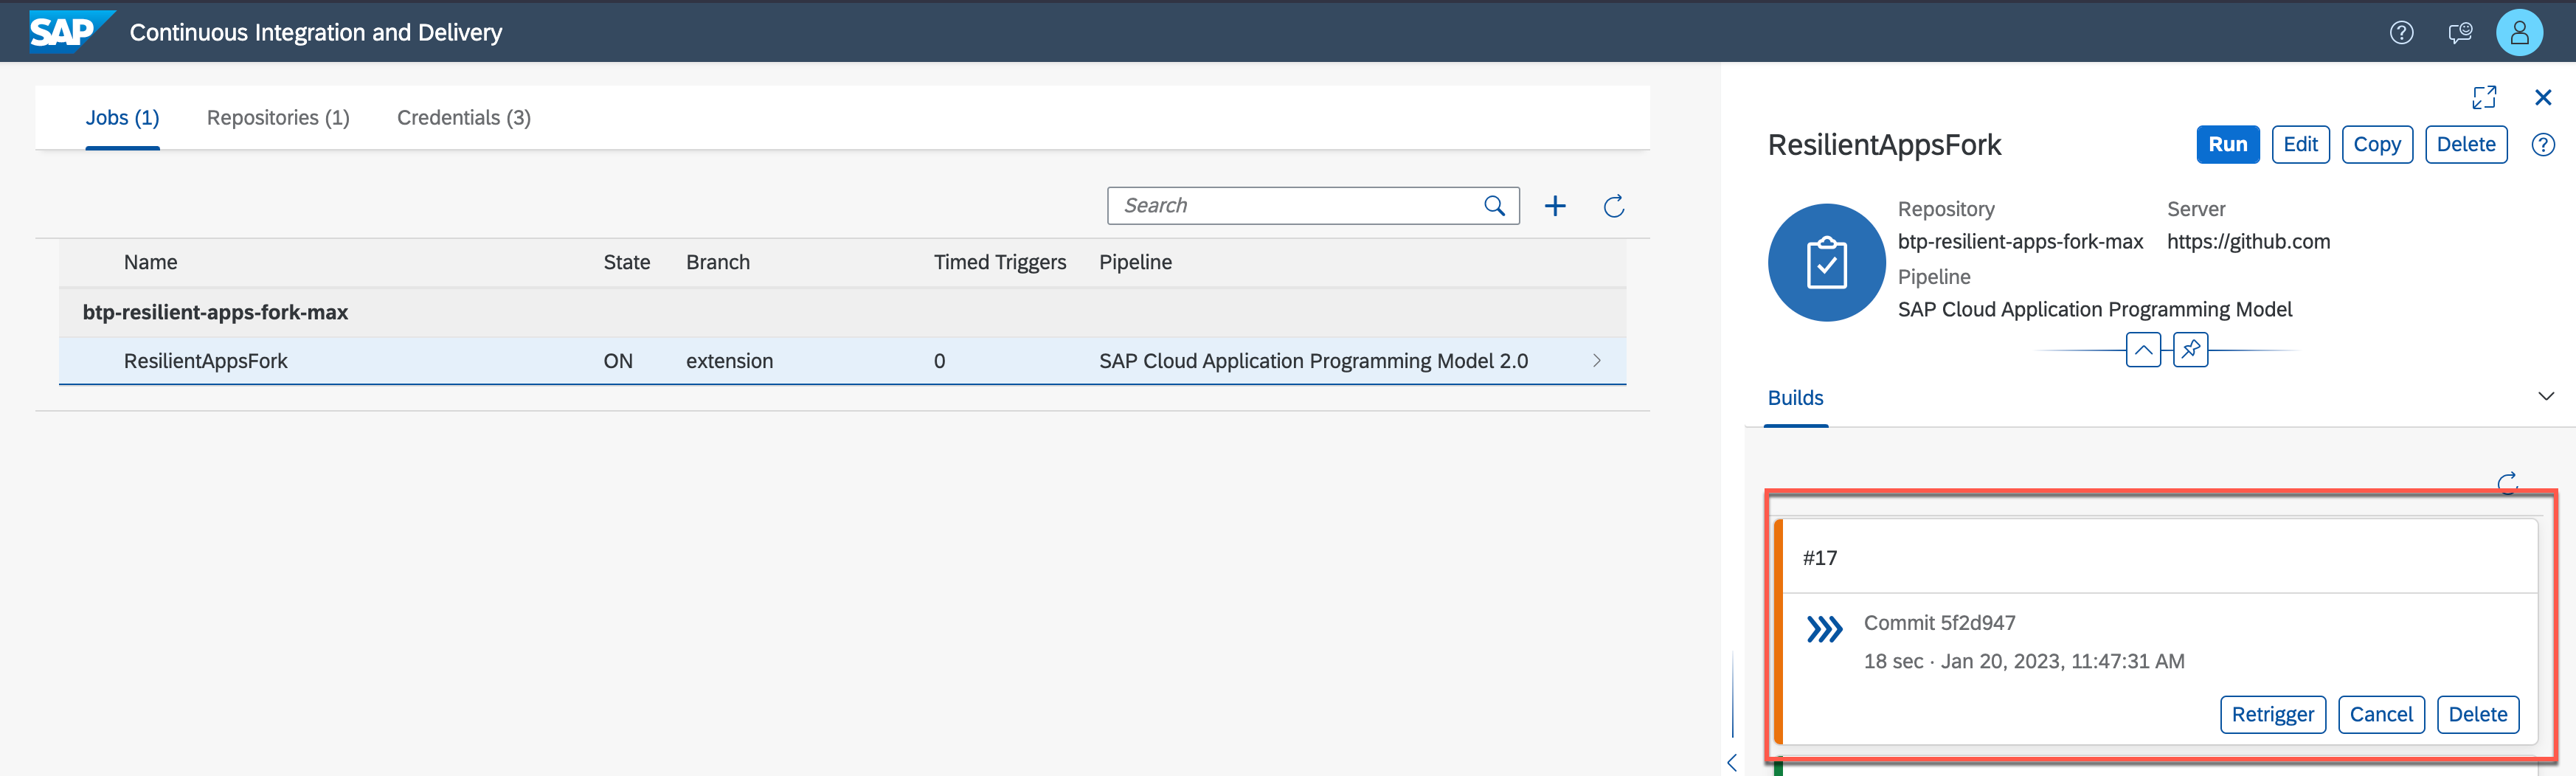 SAP Continuous Integration and Delivery
Jobs (1) Repositories (1) Credentials (3)
Search
Name State Branch Timed Triggers Pipeline
btp-resilient-apps-fork-max
ResilientAppsFork ON extension 0 SAP Cloud Application Programming Model 2.0
ResilientAppsFork Run Edit Copy Delete
Repository Server
btp-resilient-apps-fork-max https://github.com
Pipeline
SAP Cloud Application Programming Model
Builds
#17
Commit 5f2d947
18 sec · Jan 20, 2023, 11:47:31 AM
Retrigger Cancel Delete